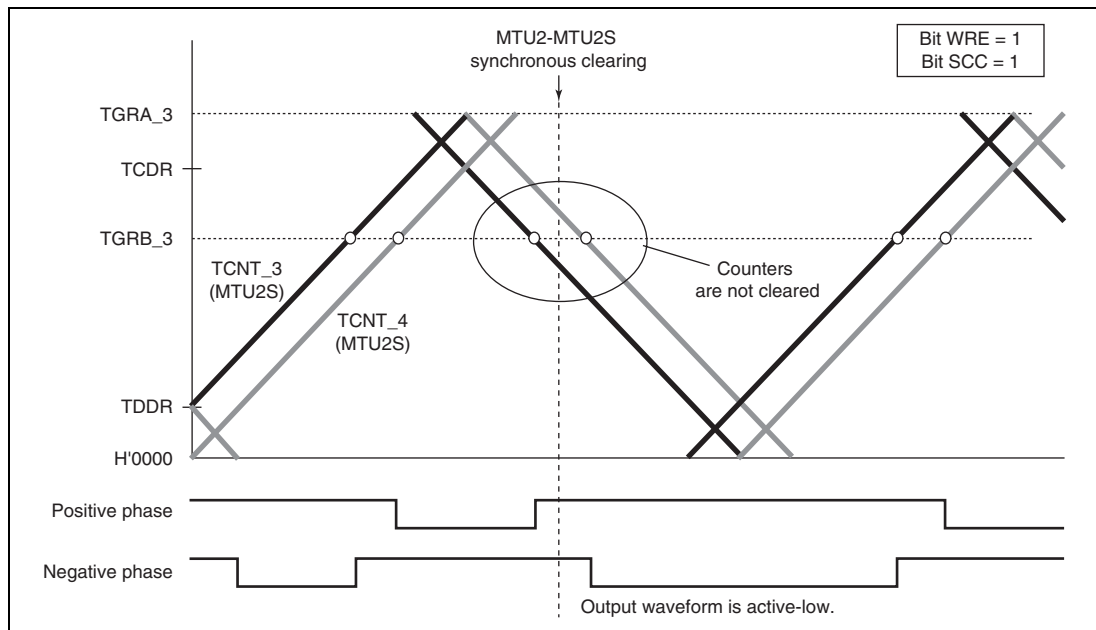 MTU2-MTU2S
synchronous clearing
Bit WRE = 1
Bit SCC = 1
TGRA_3
TCDR
TGRB_3
TCNT_3
(MTU2S)
Counters
are not cleared
TCNT_4
(MTU2S)
TDDR
H'0000
Positive phase
Negative phase
Output waveform is active-low.